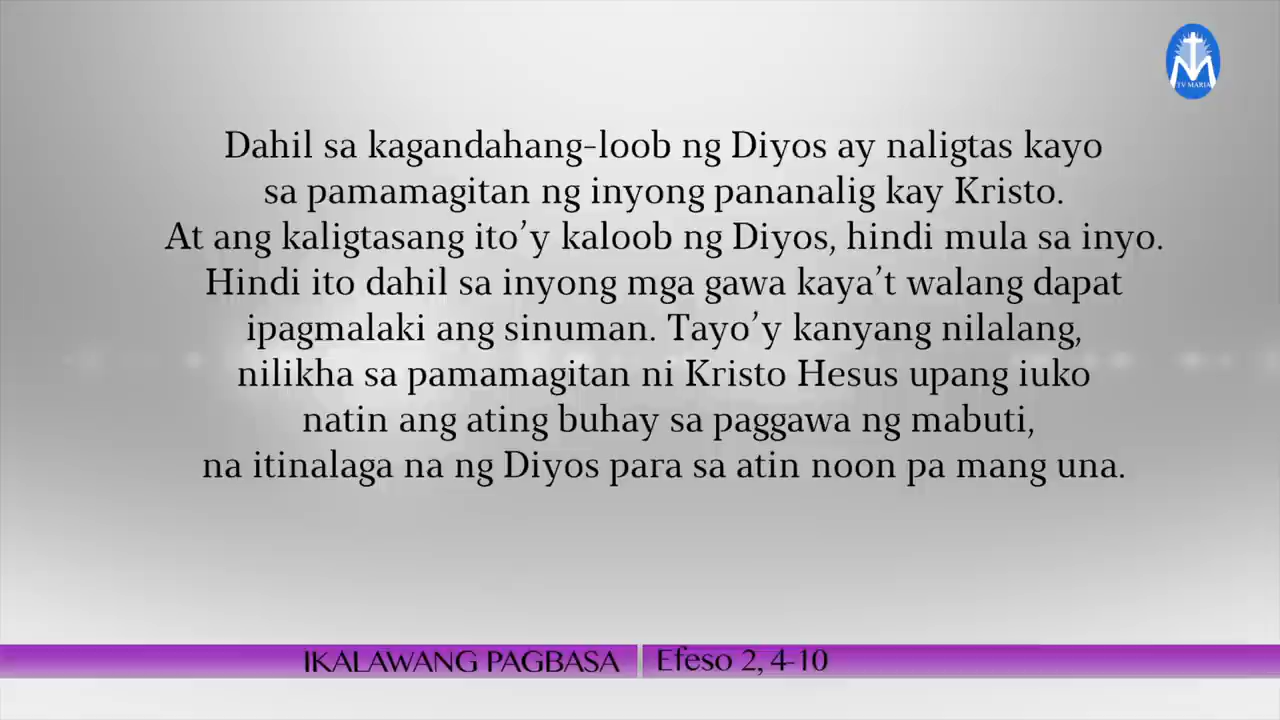 TV MARIA
Dahil sa kagandahang-loob ng Diyos ay naligtas kayo
sa pamamagitan ng inyong pananalig kay Kristo.
At ang kaligtasang ito’y kaloob ng Diyos, hindi mula sa inyo.
Hindi ito dahil sa inyong mga gawa kaya’t walang dapat
ipagmalaki ang sinuman. Tayo’y kanyang nilalang,
nilikha sa pamamagitan ni Kristo Hesus upang iuko
natin ang ating buhay sa paggawa ng mabuti,
na itinalaga na ng Diyos para sa atin noon pa mang una.
IKALAWANG PAGBASA Efeso 2, 4-10